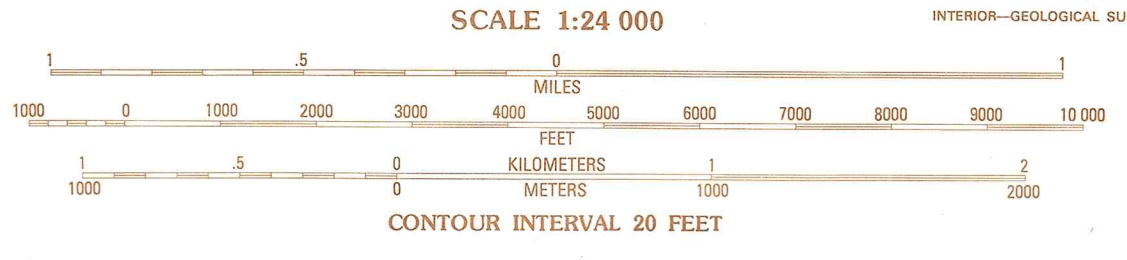 SCALE 1:24 000
INTERIOR—GEOLOGICAL SU
1 .5 0 1
MILES
1000 0 1000 2000 3000 4000 5000 6000 7000 8000 9000 10 000
FEET
1 .5 0 KILOMETERS 1 2
1000 0 METERS 1000 2000
CONTOUR INTERVAL 20 FEET